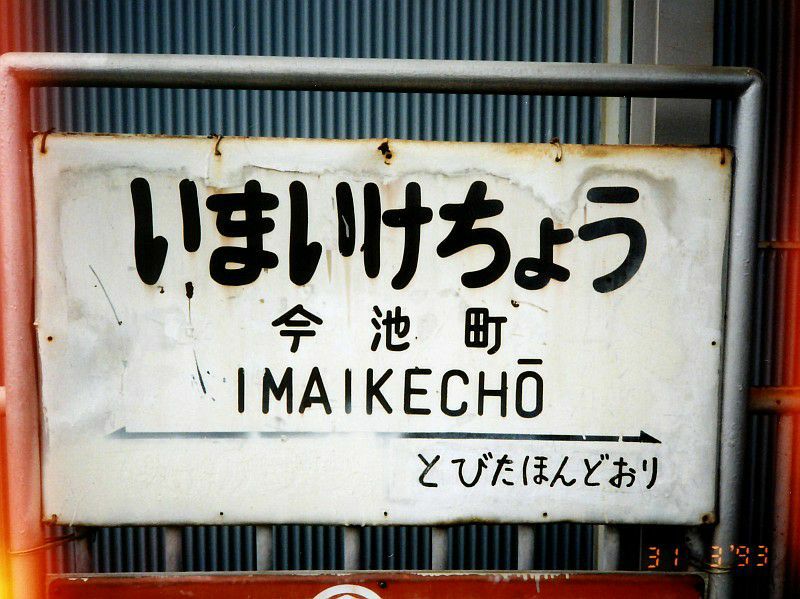 いまいけちょう
今池町
IMAIKECHŌ
とびたほんどおり
31 3'93